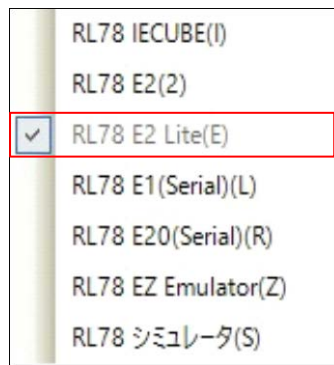 RL78 IECUBE(I)
RL78 E2(2)
RL78 E2 Lite(E)
RL78 E1(Serial)(L)
RL78 E20(Serial)(R)
RL78 EZ Emulator(Z)
RL78 シミュレータ(S)